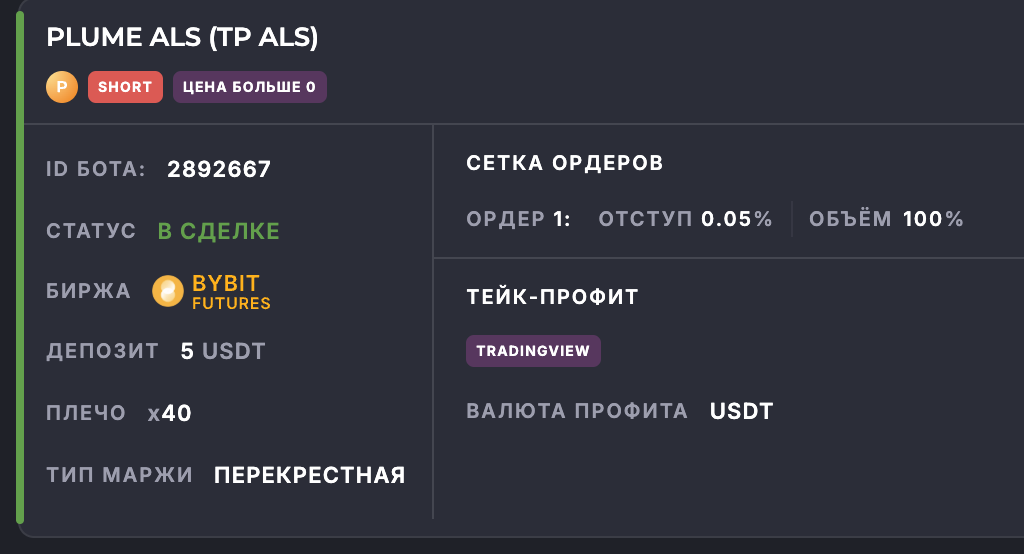 PLUME ALS (TP ALS)
P SHORT ЦЕНА БОЛЬШЕ 0
ID БОТА: 2892667
СТАТУС В СДЕЛКЕ
БИРЖА BYBIT
FUTURES
ДЕПОЗИТ 5 USDT
ПЛЕЧО x40
ТИП МАРЖИ ПЕРЕКРЕСТНАЯ
СЕТКА ОРДЕРОВ
ОРДЕР 1: ОТСТУП 0.05% ОБЪЁМ 100%
ТЕЙК-ПРОФИТ
TRADINGVIEW
ВАЛЮТА ПРОФИТА USDT